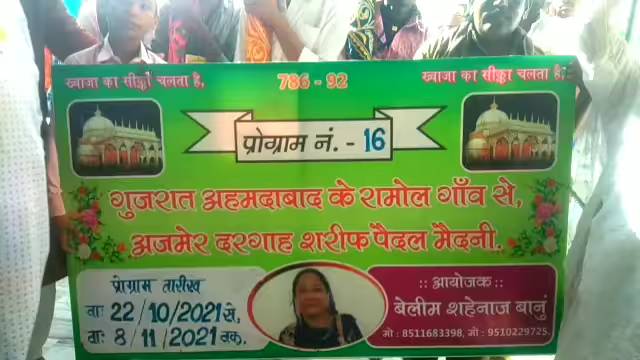 ख्वाजा का सीक्का चलता है,
786 - 92
ख्वाजा का सीक्का चलता है,
प्रोग्राम नं. - 16
गुजरात अहमदाबाद के रामोल गाँव से,
अजमेर दरगाह शरीफ पैदल मैदनी.
प्रोग्राम तारीख
ताः 22/10/2021 से,
ताः 8/11/2021 तक.
:: आयोजक ::
बेलीम शहेनाज बानुं
मो : 8511683398, मो : 9510229725.